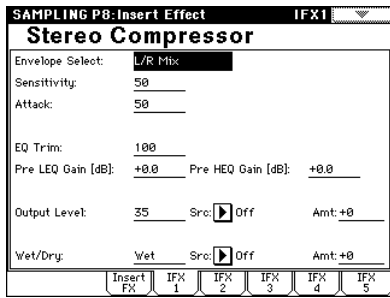 SAMPLING P8:Insert Effect IFX1
Stereo Compressor
Envelope Select: L/R Mix
Sensitivity: 50
Attack: 50
EQ Trim: 100
Pre LEQ Gain [dB]: +0.0 Pre HEQ Gain [dB]: +0.0
Output Level: 35 Src: Off Amt: +0
Wet/Dry: Wet Src: Off Amt: +0
Insert FX IFX 1 IFX 2 IFX 3 IFX 4 IFX 5